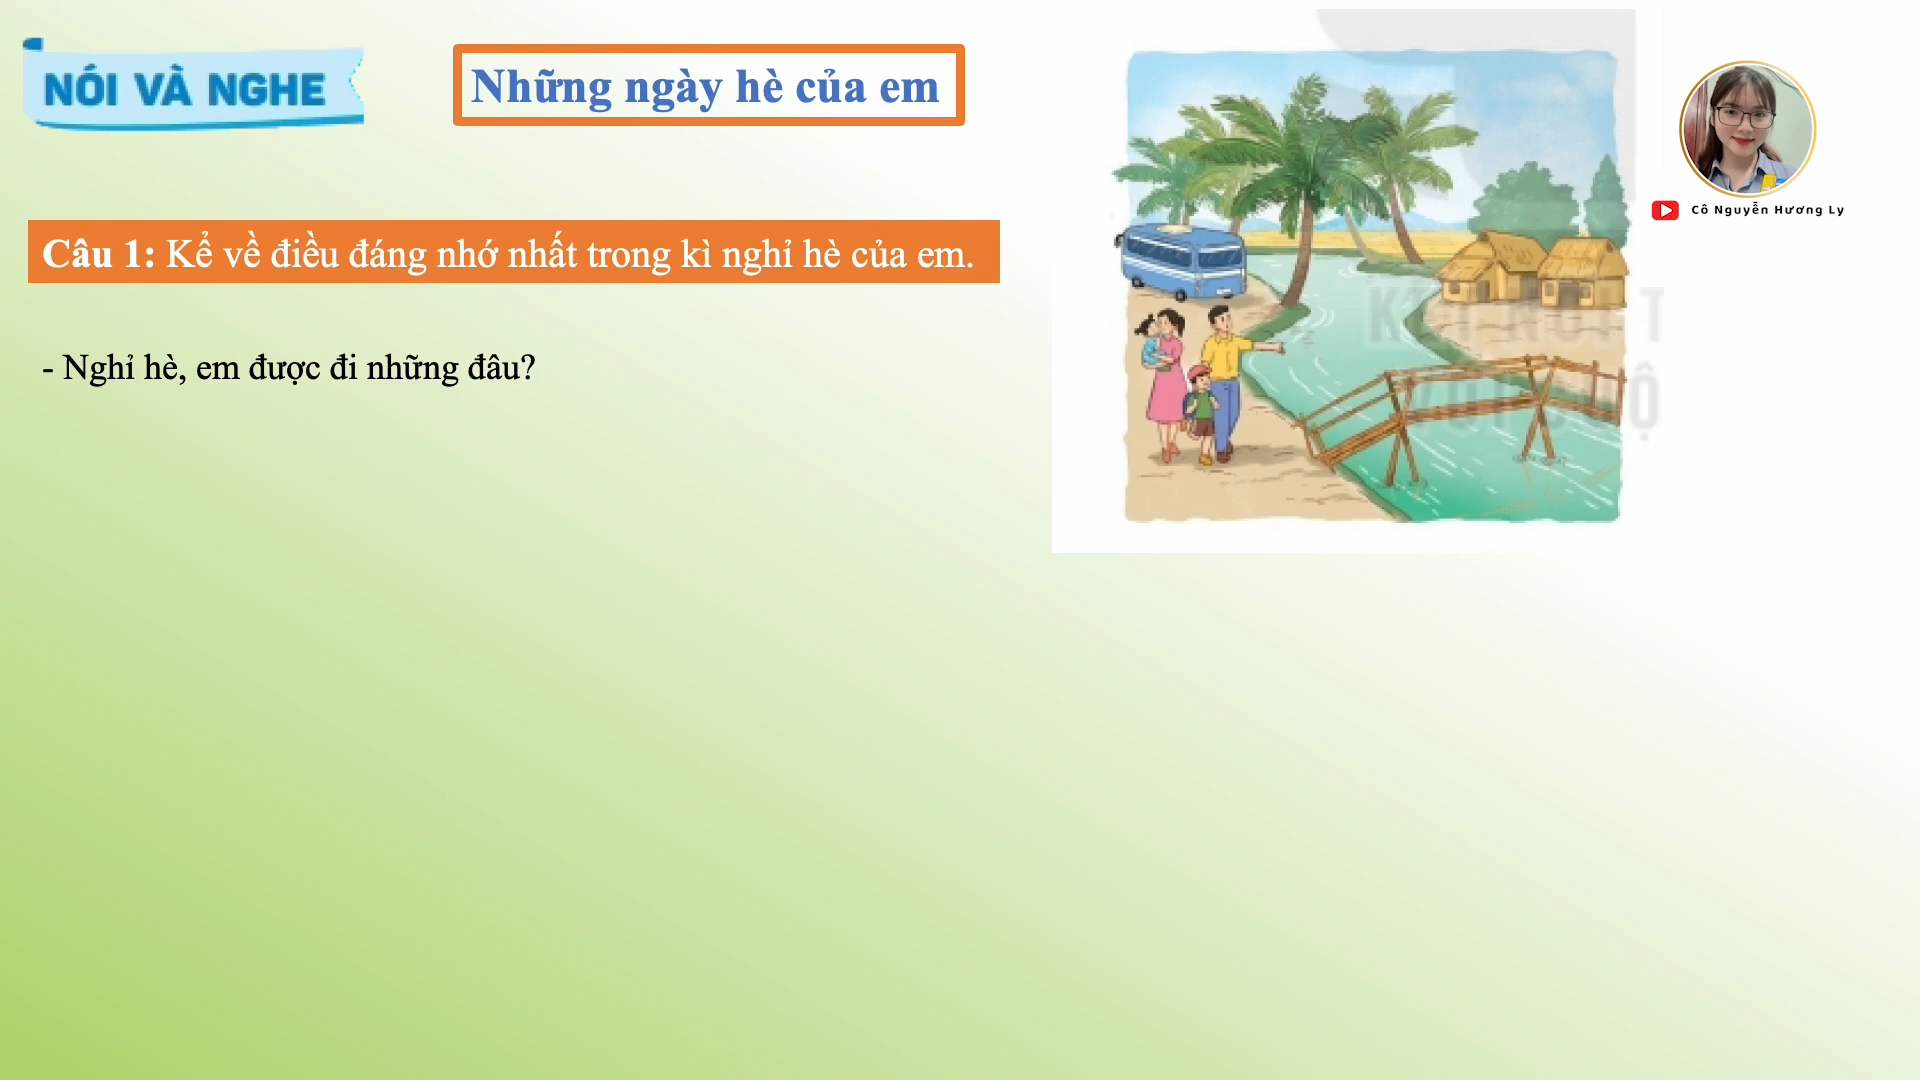 NÓI VÀ NGHE
Những ngày hè của em
Cô Nguyễn Hương Ly
Câu 1: Kể về điều đáng nhớ nhất trong kì nghỉ hè của em.
- Nghỉ hè, em được đi những đâu?